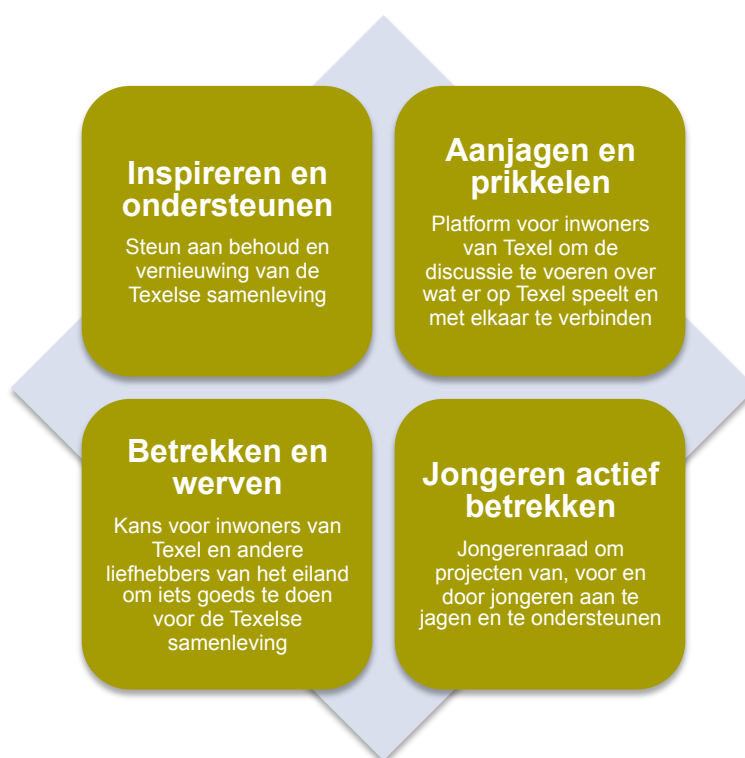 Inspireren en
ondersteunen
Steun aan behoud en
vernieuwing van de
Texelse samenleving
Aanjagen en
prikkelen
Platform voor inwoners
van Texel om de
discussie te voeren over
wat er op Texel speelt en
met elkaar te verbinden
Betrekken en
werven
Kans voor inwoners van
Texel en andere
liefhebbers van het eiland
om iets goeds te doen
voor de Texelse
samenleving
Jongeren actief
betrekken
Jongerenraad om
projecten van, voor en
door jongeren aan te
jagen en te ondersteunen